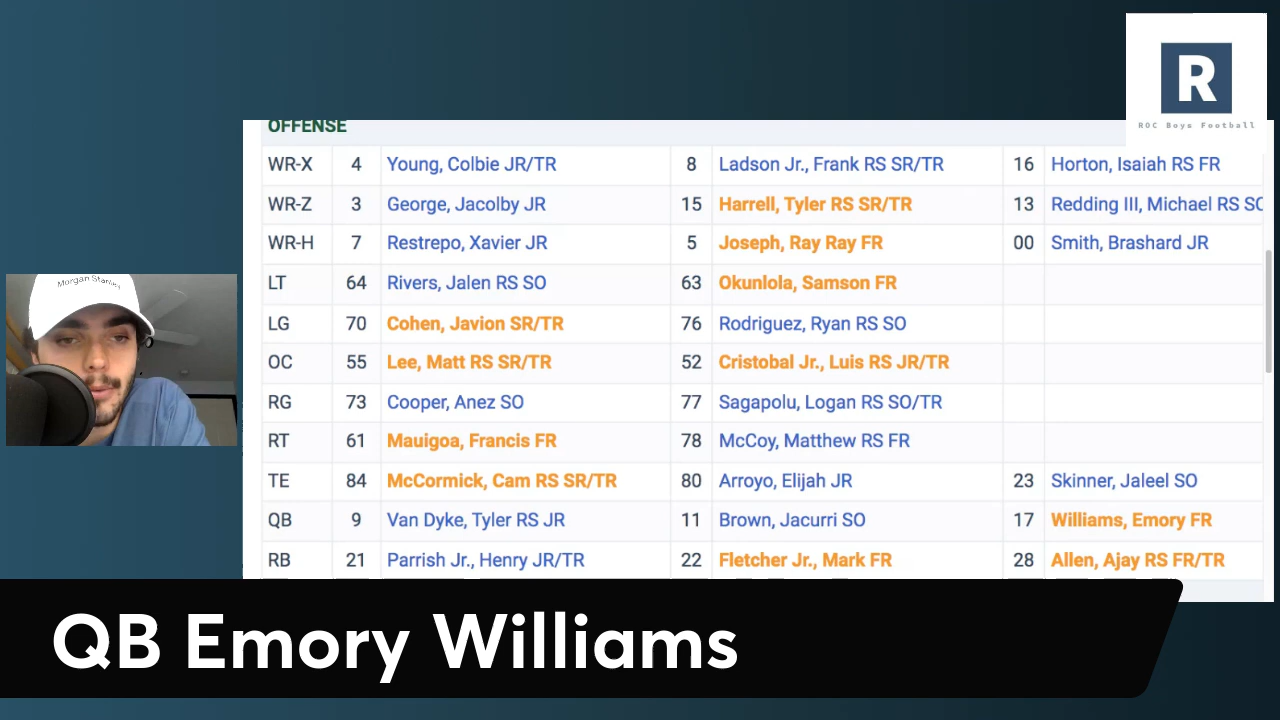 R
ROC Boys Football
OFFENSE
WR-X 4 Young, Colbie JR/TR 8 Ladson Jr., Frank RS SR/TR 16 Horton, Isaiah RS FR
WR-Z 3 George, Jacolby JR 15 Harrell, Tyler RS SR/TR 13 Redding III, Michael RS SO
WR-H 7 Restrepo, Xavier JR 5 Joseph, Ray Ray FR 00 Smith, Brashard JR
LT 64 Rivers, Jalen RS SO 63 Okunlola, Samson FR
LG 70 Cohen, Javion SR/TR 76 Rodriguez, Ryan RS SO
OC 55 Lee, Matt RS SR/TR 52 Cristobal Jr., Luis RS JR/TR
RG 73 Cooper, Anez SO 77 Sagapolu, Logan RS SO/TR
RT 61 Mauigoa, Francis FR 78 McCoy, Matthew RS FR
TE 84 McCormick, Cam RS SR/TR 80 Arroyo, Elijah JR 23 Skinner, Jaleel SO
QB 9 Van Dyke, Tyler RS JR 11 Brown, Jacurri SO 17 Williams, Emory FR
RB 21 Parrish Jr., Henry JR/TR 22 Fletcher Jr., Mark FR 28 Allen, Ajay RS FR/TR
Morgan Stanley
QB Emory Williams